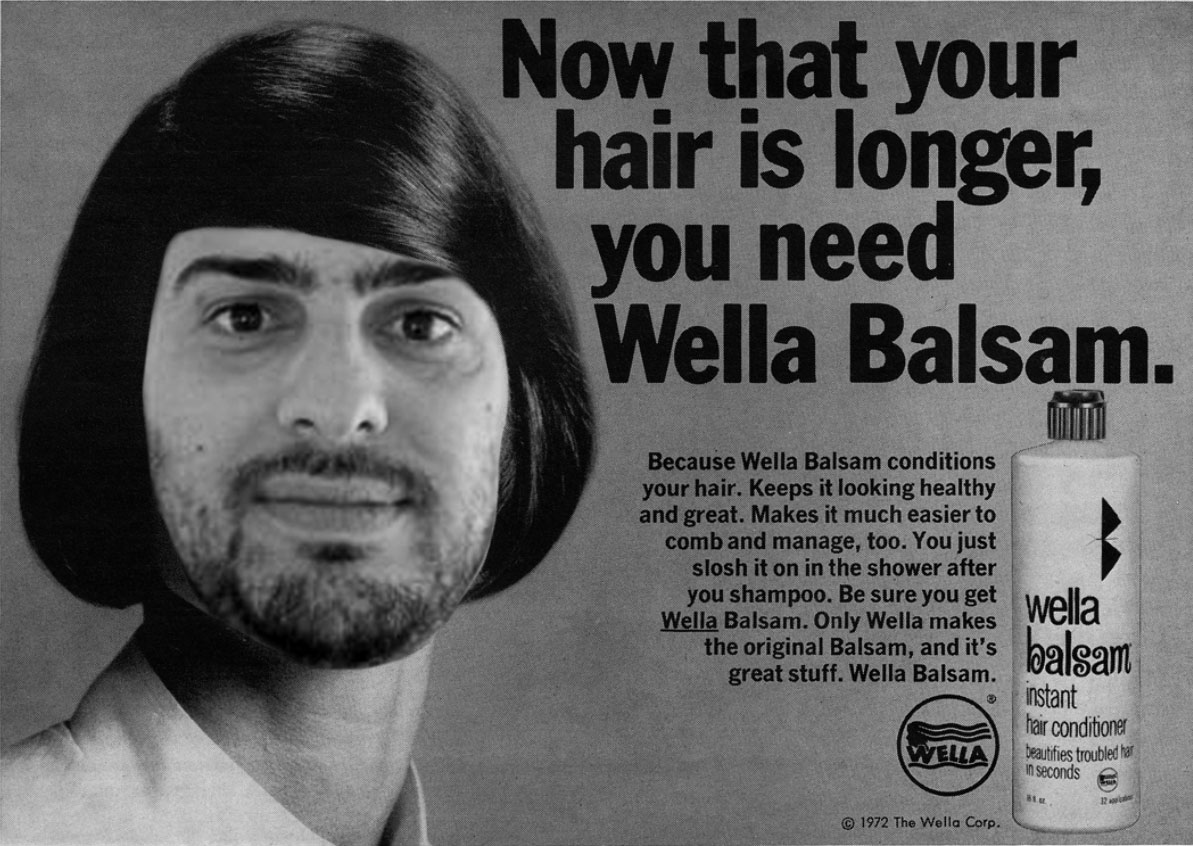 Now that your
hair is longer,
you need
Wella Balsam.
Because Wella Balsam conditions
your hair. Keeps it looking healthy
and great. Makes it much easier to
comb and manage, too. You just
slosh it on in the shower after
you shampoo. Be sure you get
Wella Balsam. Only Wella makes
the original Balsam, and it's
great stuff. Wella Balsam.
®
WELLA
© 1972 The Wella Corp.
wella
balsam
instant
hair conditioner
beautifies troubled hair
in seconds